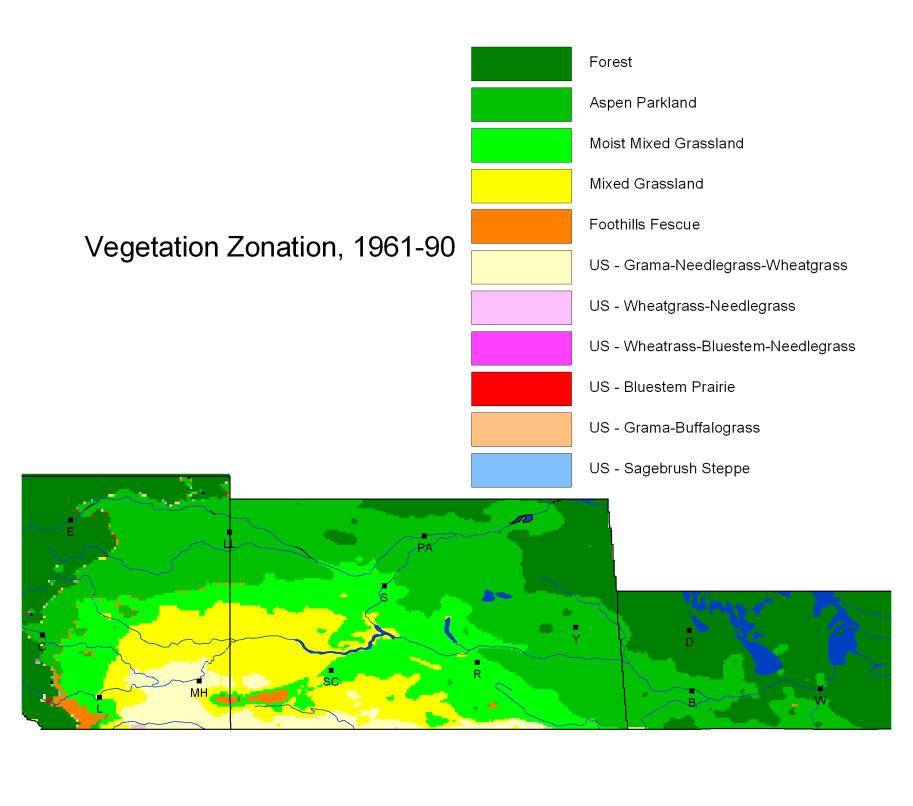 Forest
Aspen Parkland
Moist Mixed Grassland
Mixed Grassland
Vegetation Zonation, 1961-90
Foothills Fescue
US - Grama-Needlegrass-Wheatgrass
US - Wheatgrass-Needlegrass
US - Wheatrass-Bluestem-Needlegrass
US - Bluestem Prairie
US - Grama-Buffalograss
US - Sagebrush Steppe
E
LL
PA
S
C
Y
D
SC
R
MH
L
B
W